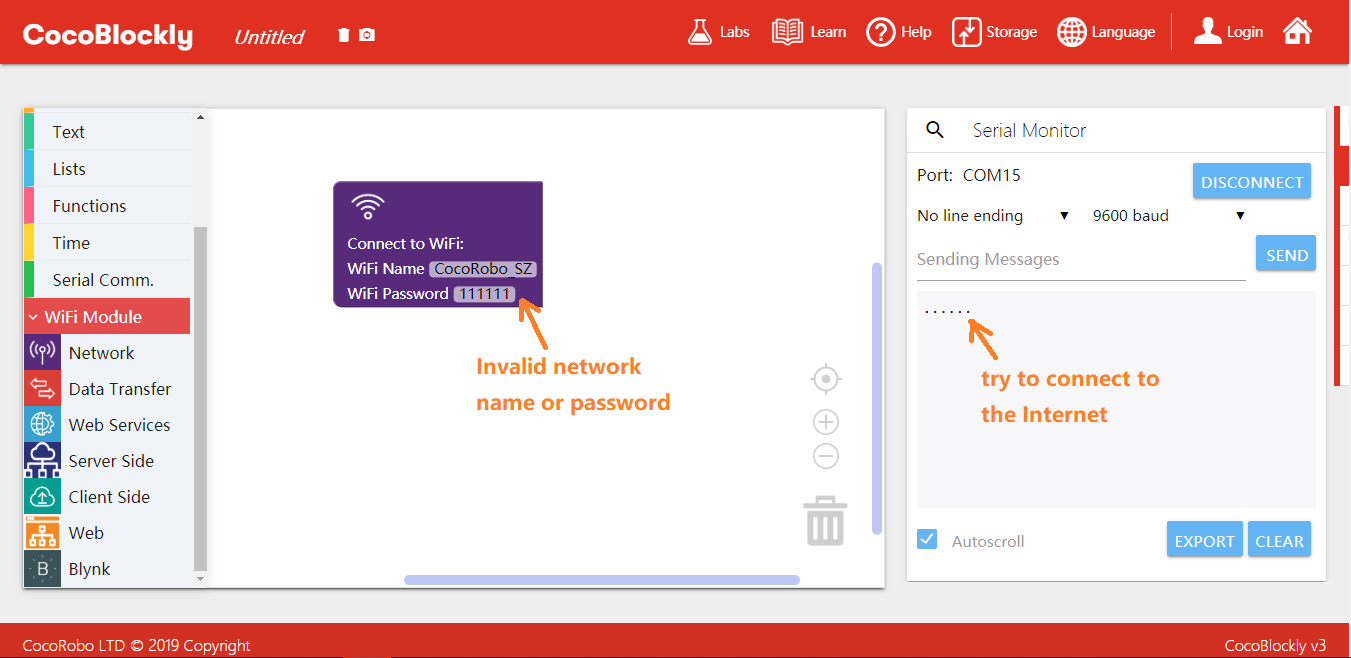 CocoBlockly
Untitled
Labs
Learn
Help
Storage
Language
Login
Text
Lists
Functions
Time
Serial Comm.
WiFi Module
Network
Data Transfer
Web Services
Server Side
Client Side
Web
B Blynk
Connect to WiFi:
WiFi Name CocoRobo_SZ
WiFi Password 111111
Invalid network
name or password
Serial Monitor
Port: COM15
DISCONNECT
No line ending
9600 baud
Sending Messages
SEND
......
try to connect to
the Internet
Autoscroll
EXPORT
CLEAR
CocoRobo LTD © 2019 Copyright
CocoBlockly v3